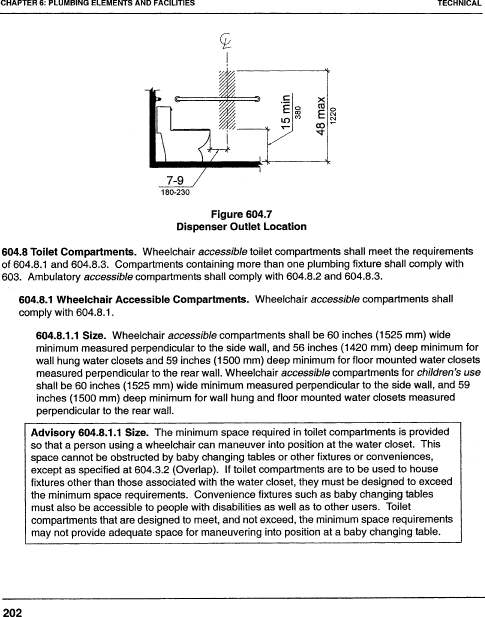 CHAPTER 6: PLUMBING ELEMENTS AND FACILITIES TECHNICAL
15 min
380
48 max
1220
7-9
180-230
Figure 604.7
Dispenser Outlet Location
604.8 Toilet Compartments. Wheelchair accessible toilet compartments shall meet the requirements
of 604.8.1 and 604.8.3. Compartments containing more than one plumbing fixture shall comply with
603. Ambulatory accessible compartments shall comply with 604.8.2 and 604.8.3.
604.8.1 Wheelchair Accessible Compartments. Wheelchair accessible compartments shall
comply with 604.8.1.
604.8.1.1 Size. Wheelchair accessible compartments shall be 60 inches (1525 mm) wide
minimum measured perpendicular to the side wall, and 56 inches (1420 mm) deep minimum for
wall hung water closets and 59 inches (1500 mm) deep minimum for floor mounted water closets
measured perpendicular to the rear wall. Wheelchair accessible compartments for children's use
shall be 60 inches (1525 mm) wide minimum measured perpendicular to the side wall, and 59
inches (1500 mm) deep minimum for wall hung and floor mounted water closets measured
perpendicular to the rear wall.
Advisory 604.8.1.1 Size. The minimum space required in toilet compartments is provided
so that a person using a wheelchair can maneuver into position at the water closet. This
space cannot be obstructed by baby changing tables or other fixtures or conveniences,
except as specified at 604.3.2 (Overlap). If toilet compartments are to be used to house
fixtures other than those associated with the water closet, they must be designed to exceed
the minimum space requirements. Convenience fixtures such as baby changing tables
must also be accessible to people with disabilities as well as to other users. Toilet
compartments that are designed to meet, and not exceed, the minimum space requirements
may not provide adequate space for maneuvering into position at a baby changing table.
202